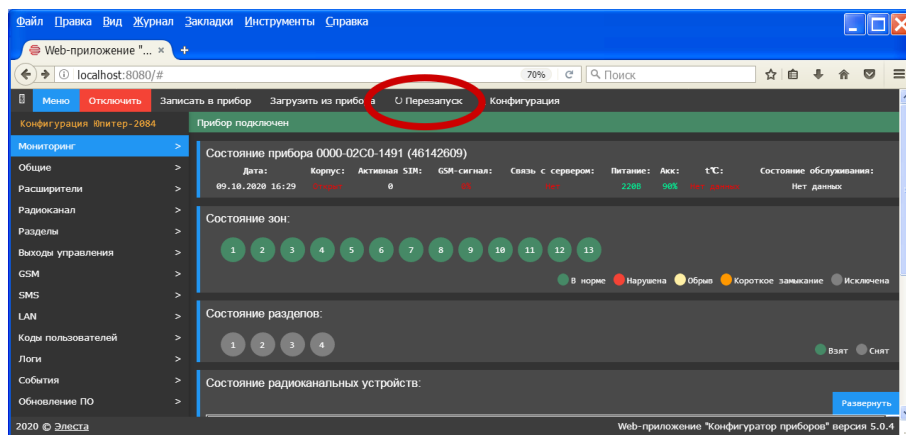 Файл Правка Вид Журнал Закладки Инструменты Справка
Web-приложение "... × +
localhost:8080/# 70% Поиск
Меню Отключить Записать в прибор Загрузить из прибора Перезапуск Конфигурация
Конфигурация Юпитер-2084 Прибор подключен
Мониторинг >
Общие >
Расширители >
Радиоканал >
Разделы >
Выходы управления >
GSM >
SMS >
LAN >
Коды пользователей >
Логи >
События >
Обновление ПО >
Состояние прибора 0000-02C0-1491 (46142609)
Дата: Корпус: Активная SIM: GSM-сигнал: Связь с сервером: Питание: Акк: t°C: Состояние обслуживания:
09.10.2020 16:29 0 220В 90% Нет данных
Состояние зон:
1 2 3 4 5 6 7 8 9 10 11 12 13
В норме Нарушена Обрыв Короткое замыкание Исключена
Состояние разделов:
1 2 3 4
Взят Снят
Состояние радиоканальных устройств:
Развернуть
2020 © Элеста Web-приложение "Конфигуратор приборов" версия 5.0.4